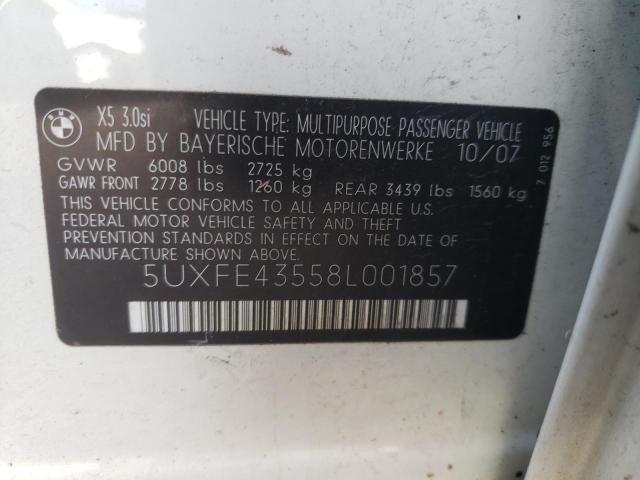 BMW X5 3.0si VEHICLE TYPE: MULTIPURPOSE PASSENGER VEHICLE
MFD BY BAYERISCHE MOTORENWERKE 10/07
GVWR 6008 lbs 2725 kg
GAWR FRONT 2778 lbs 1260 kg REAR 3439 lbs 1560 kg
THIS VEHICLE CONFORMS TO ALL APPLICABLE U.S.
FEDERAL MOTOR VEHICLE SAFETY AND THEFT
PREVENTION STANDARDS IN EFFECT ON THE DATE OF
MANUFACTURE SHOWN ABOVE.
5UXFE43558L001857
7 012 956